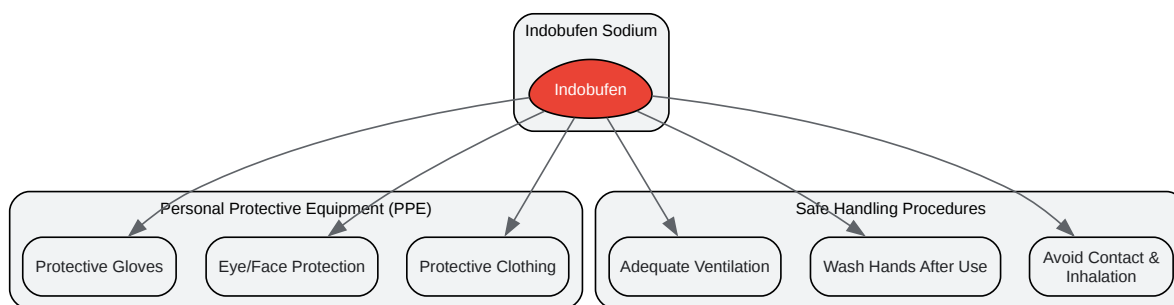 Indobufen Sodium
Indobufen
Personal Protective Equipment (PPE)
Safe Handling Procedures
Protective Gloves
Eye/Face Protection
Protective Clothing
Adequate Ventilation
Wash Hands After Use
Avoid Contact &
Inhalation